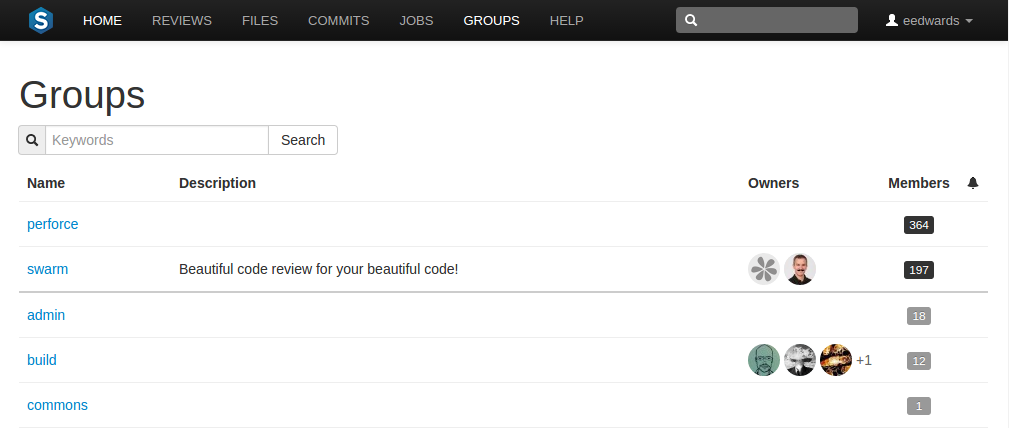 S HOME REVIEWS FILES COMMITS JOBS GROUPS HELP eedwards
Groups
Keywords Search
Name Description Owners Members
perforce 364
swarm Beautiful code review for your beautiful code! 197
admin 18
build +1 12
commons 1